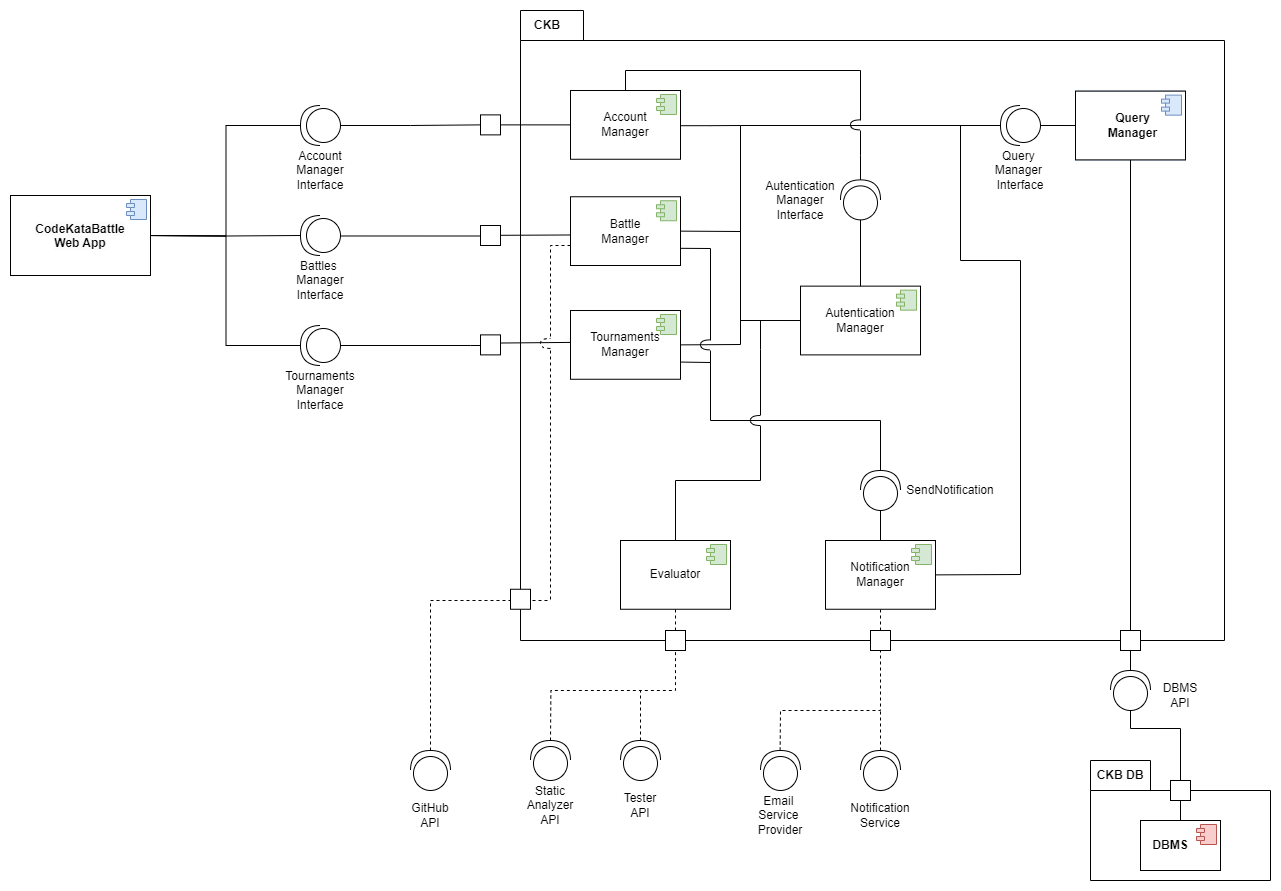 CKB
Account
Manager
Query
Manager
Account
Manager
Interface
Query
Manager
Interface
Autentication
Manager
Interface
CodeKataBattle
Web App
Battle
Manager
Battles
Manager
Interface
Autentication
Manager
Tournaments
Manager
Tournaments
Manager
Interface
SendNotification
Evaluator
Notification
Manager
DBMS
API
CKB DB
Static
Analyzer
API
Tester
API
GitHub
API
Email
Service
Provider
Notification
Service
DBMS